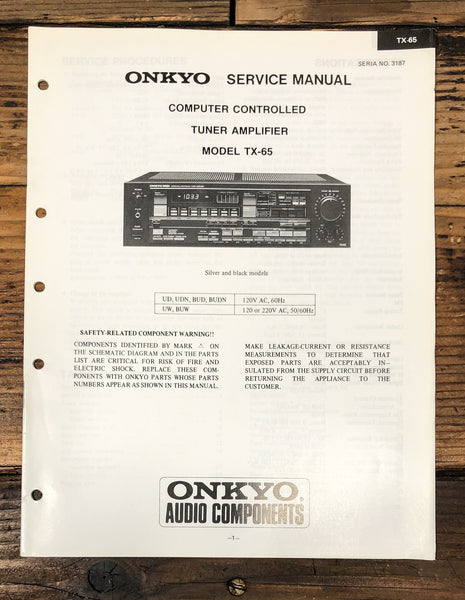 TX-65
SERIA NO. 3187
ONKYO SERVICE MANUAL
COMPUTER CONTROLLED
TUNER AMPLIFIER
MODEL TX-65
103.3
Silver and black models
UD, UDN, BUD, BUDN 120V AC, 60Hz
UW, BUW 120 or 220V AC, 50/60Hz
SAFETY-RELATED COMPONENT WARNING!!
COMPONENTS IDENTIFIED BY MARK ⚠ ON
THE SCHEMATIC DIAGRAM AND IN THE PARTS
LIST ARE CRITICAL FOR RISK OF FIRE AND
ELECTRIC SHOCK. REPLACE THESE COM-
PONENTS WITH ONKYO PARTS WHOSE PARTS
NUMBERS APPEAR AS SHOWN IN THIS MANUAL.
MAKE LEAKAGE-CURRENT OR RESISTANCE
MEASUREMENTS TO DETERMINE THAT
EXPOSED PARTS ARE ACCEPTABLY IN-
SULATED FROM THE SUPPLY CIRCUIT BEFORE
RETURNING THE APPLIANCE TO THE
CUSTOMER.
ONKYO®
AUDIO COMPONENTS
–1–